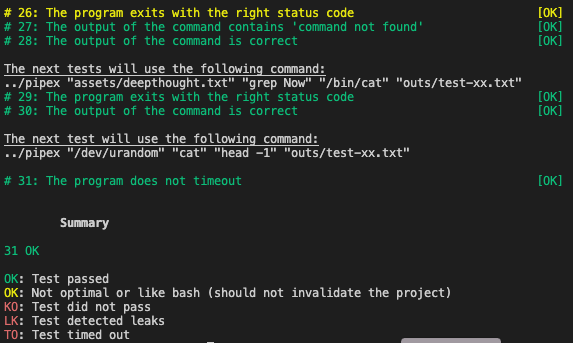 # 26: The program exits with the right status code [OK]
# 27: The output of the command contains 'command not found' [OK]
# 28: The output of the command is correct [OK]
The next tests will use the following command:
../pipex "assets/deepthought.txt" "grep Now" "/bin/cat" "outs/test-xx.txt"
# 29: The program exits with the right status code [OK]
# 30: The output of the command is correct [OK]
The next test will use the following command:
../pipex "/dev/urandom" "cat" "head -1" "outs/test-xx.txt"
# 31: The program does not timeout [OK]
Summary
31 OK
OK: Test passed
OK: Not optimal or like bash (should not invalidate the project)
KO: Test did not pass
LK: Test detected leaks
TO: Test timed out